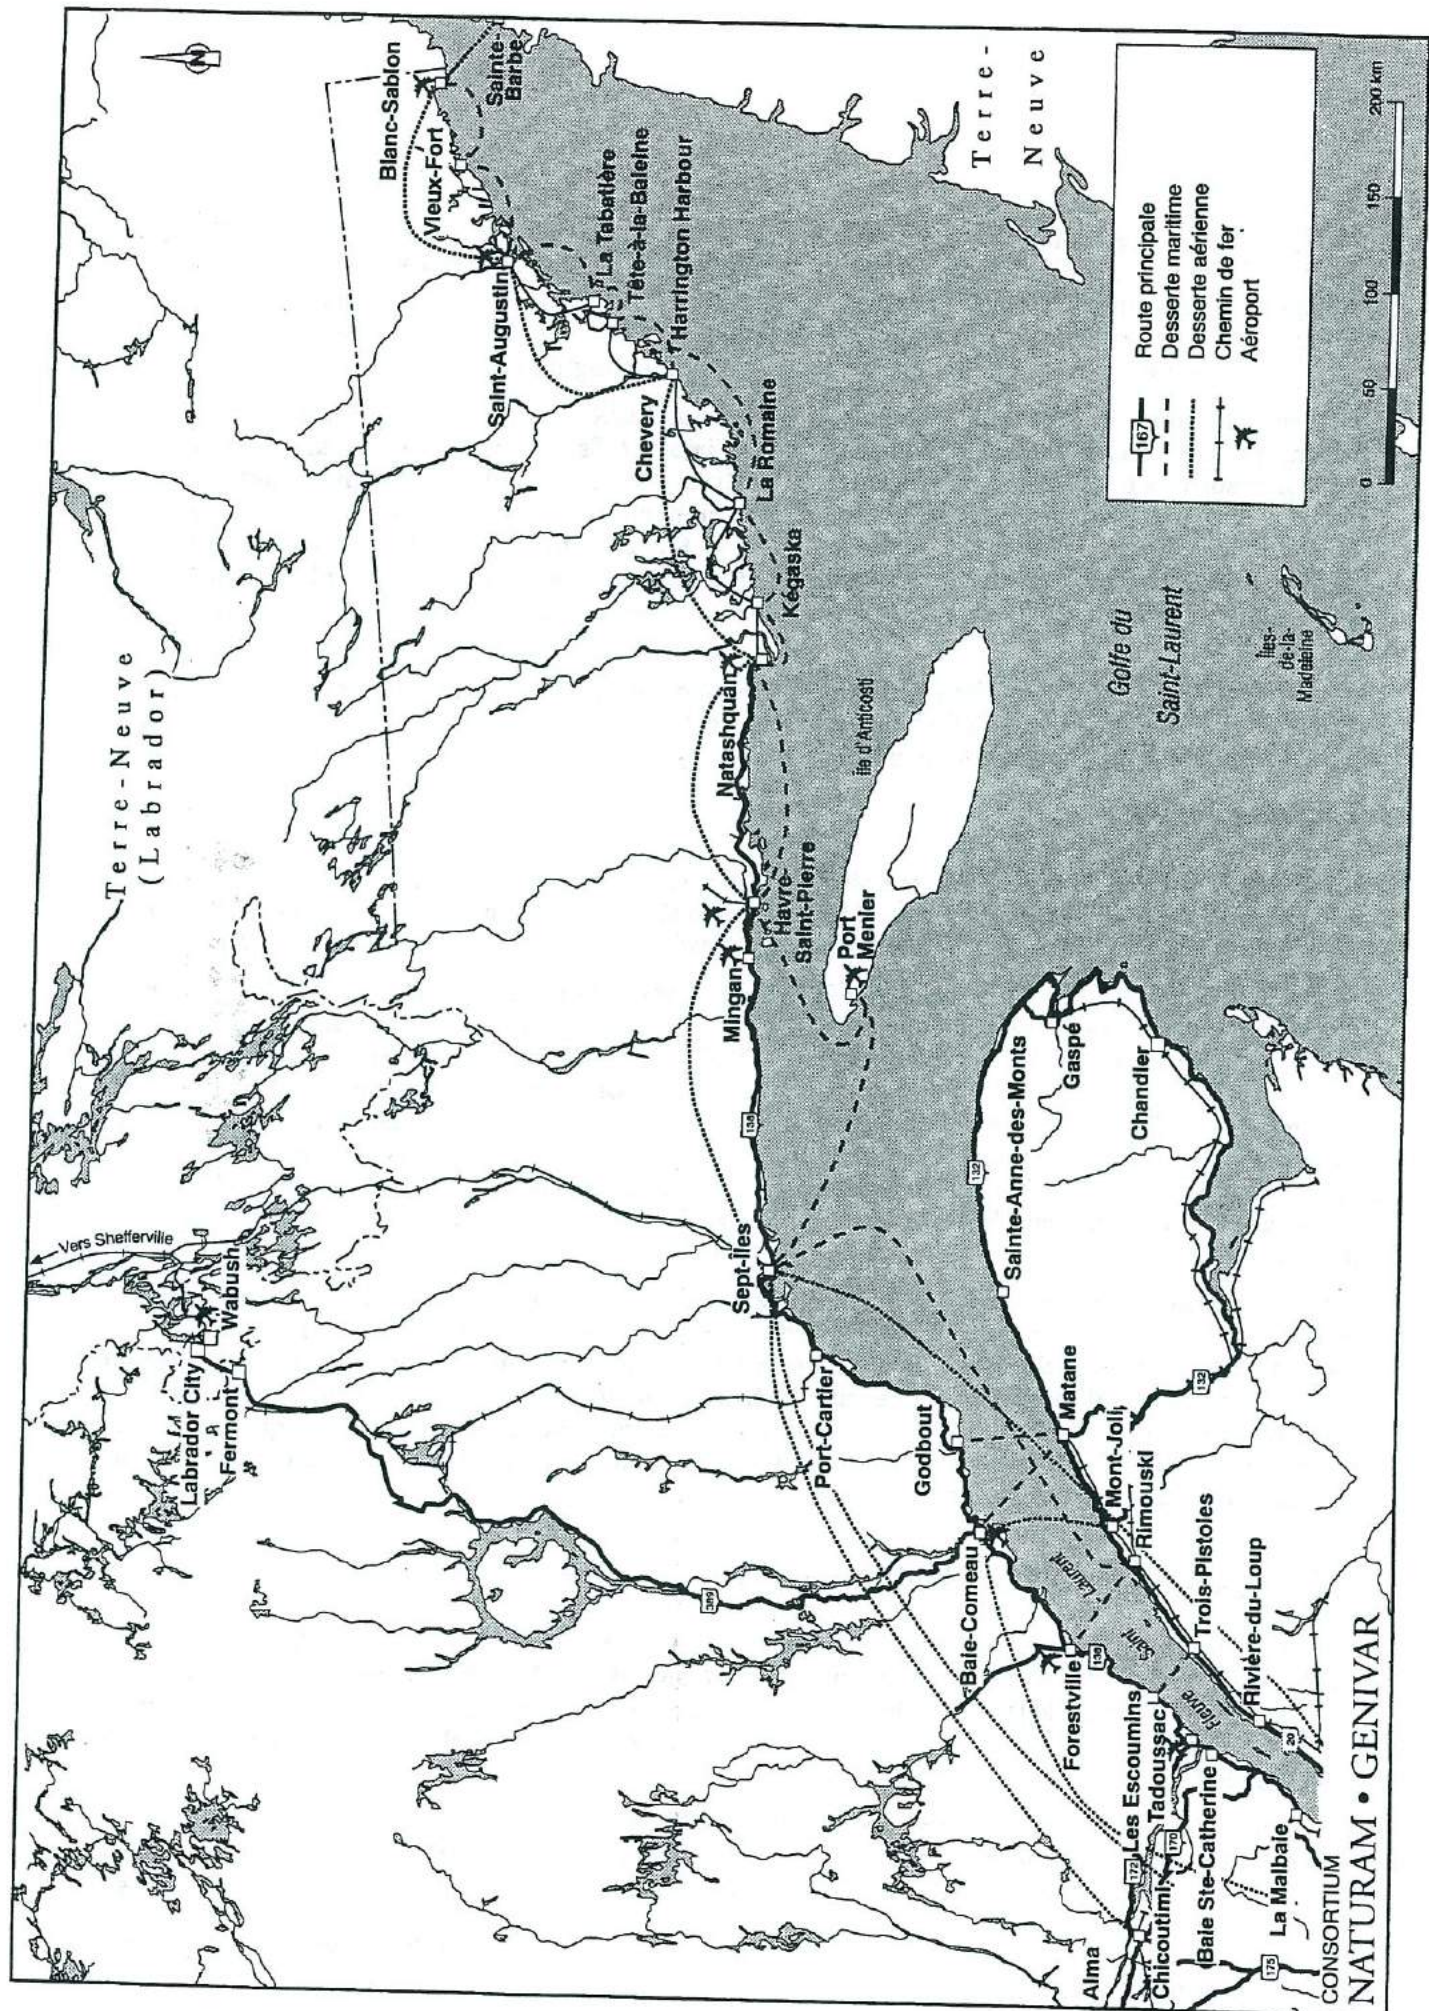 N
Terre-Neuve
(Labrador)
Blanc-Sablon
Sainte-
Barbe
Vieux-Fort
Saint-Augustin
La Tabatière
Tête-à-la-Baleine
Harrington Harbour
Chevery
La Romaine
Kégaska
Natashquan
Havre-
Saint-Pierre
Mingan
Port
Menier
Île d'Anticosti
Terre-
Neuve
Golfe du
Saint-Laurent
Îles-
de-la-
Madeleine
Vers Shefferville
Wabush
Labrador City
Fermont
Sept-Îles
138
Port-Cartier
Godbout
Baie-Comeau
389
Forestville
138
Les Escoumins
Tadoussac
Baie Ste-Catherine
La Malbaie
Chicoutimi
Alma
172
170
175
Fleuve
Saint
Laurent
Gaspé
Chandler
132
Sainte-Anne-des-Monts
Matane
132
Mont-Joli
Rimouski
Trois-Pistoles
Rivière-du-Loup
20
167
Route principale
Desserte maritime
Desserte aérienne
Chemin de fer
Aéroport
0 50 100 150 200 km
CONSORTIUM
NATURAM • GENIVAR